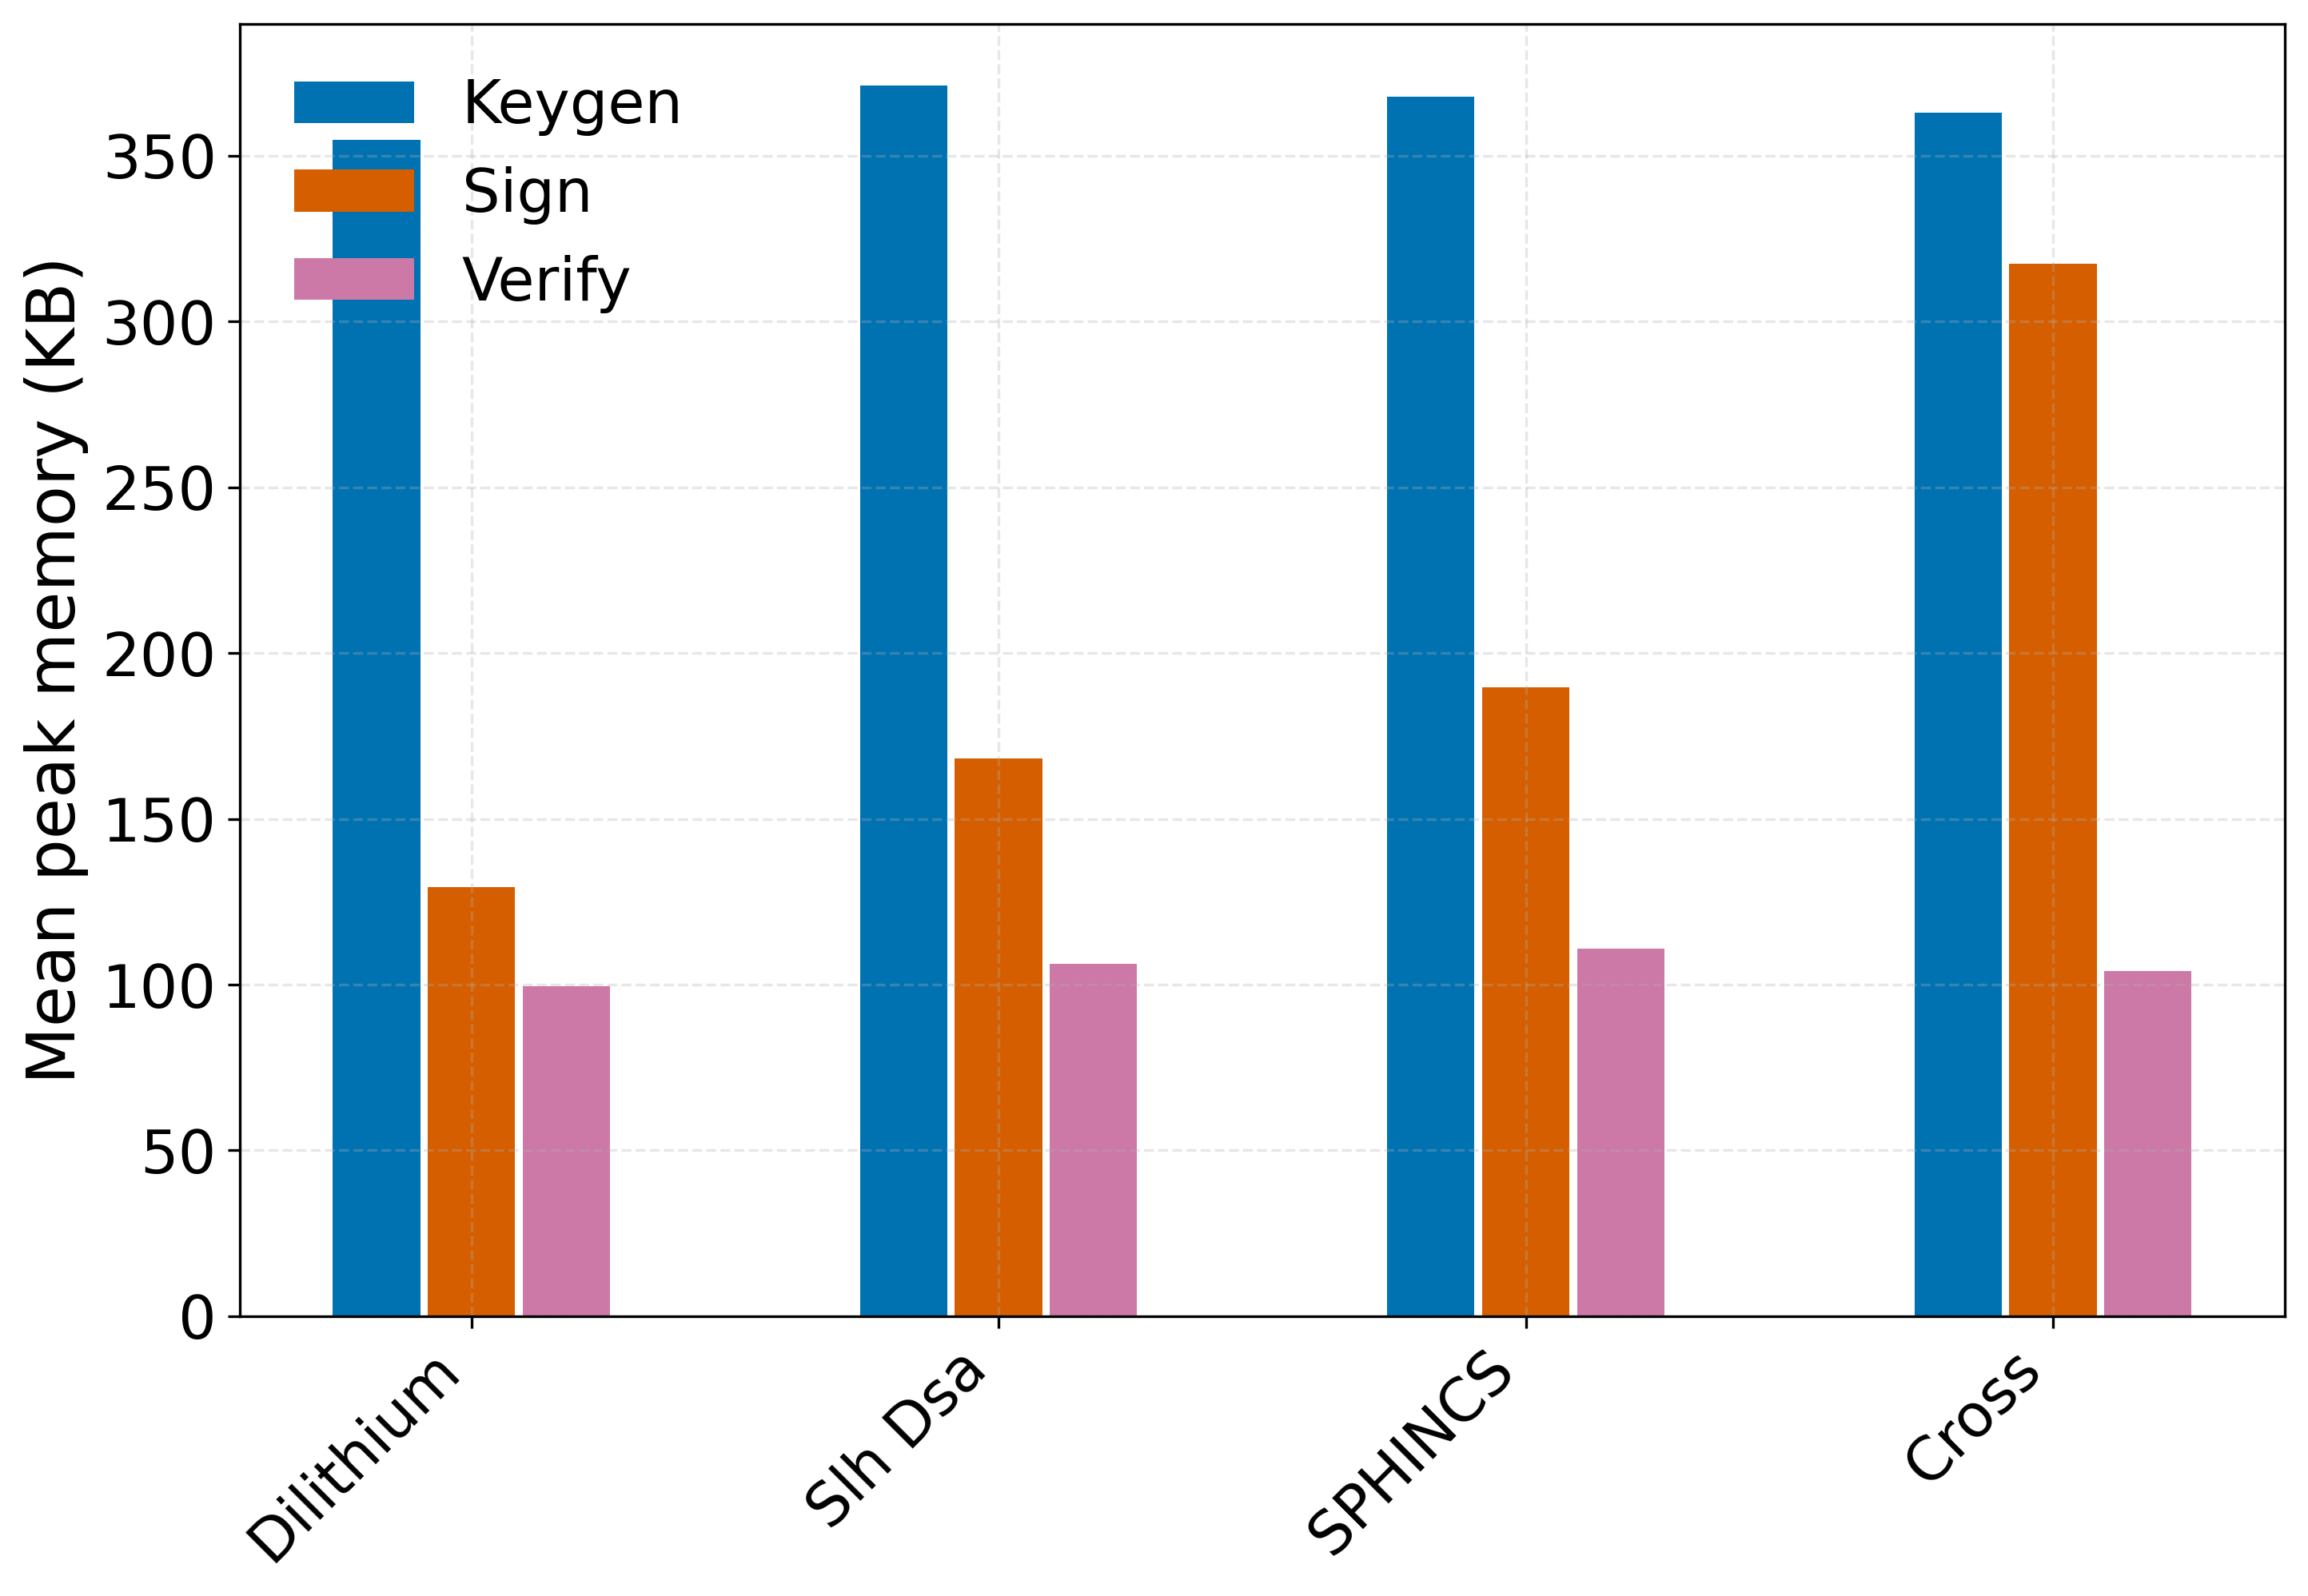 Keygen
Sign
Verify
Mean peak memory (KB)
350
300
250
200
150
100
50
0
Dilithium
Slh Dsa
SPHINCS
Cross